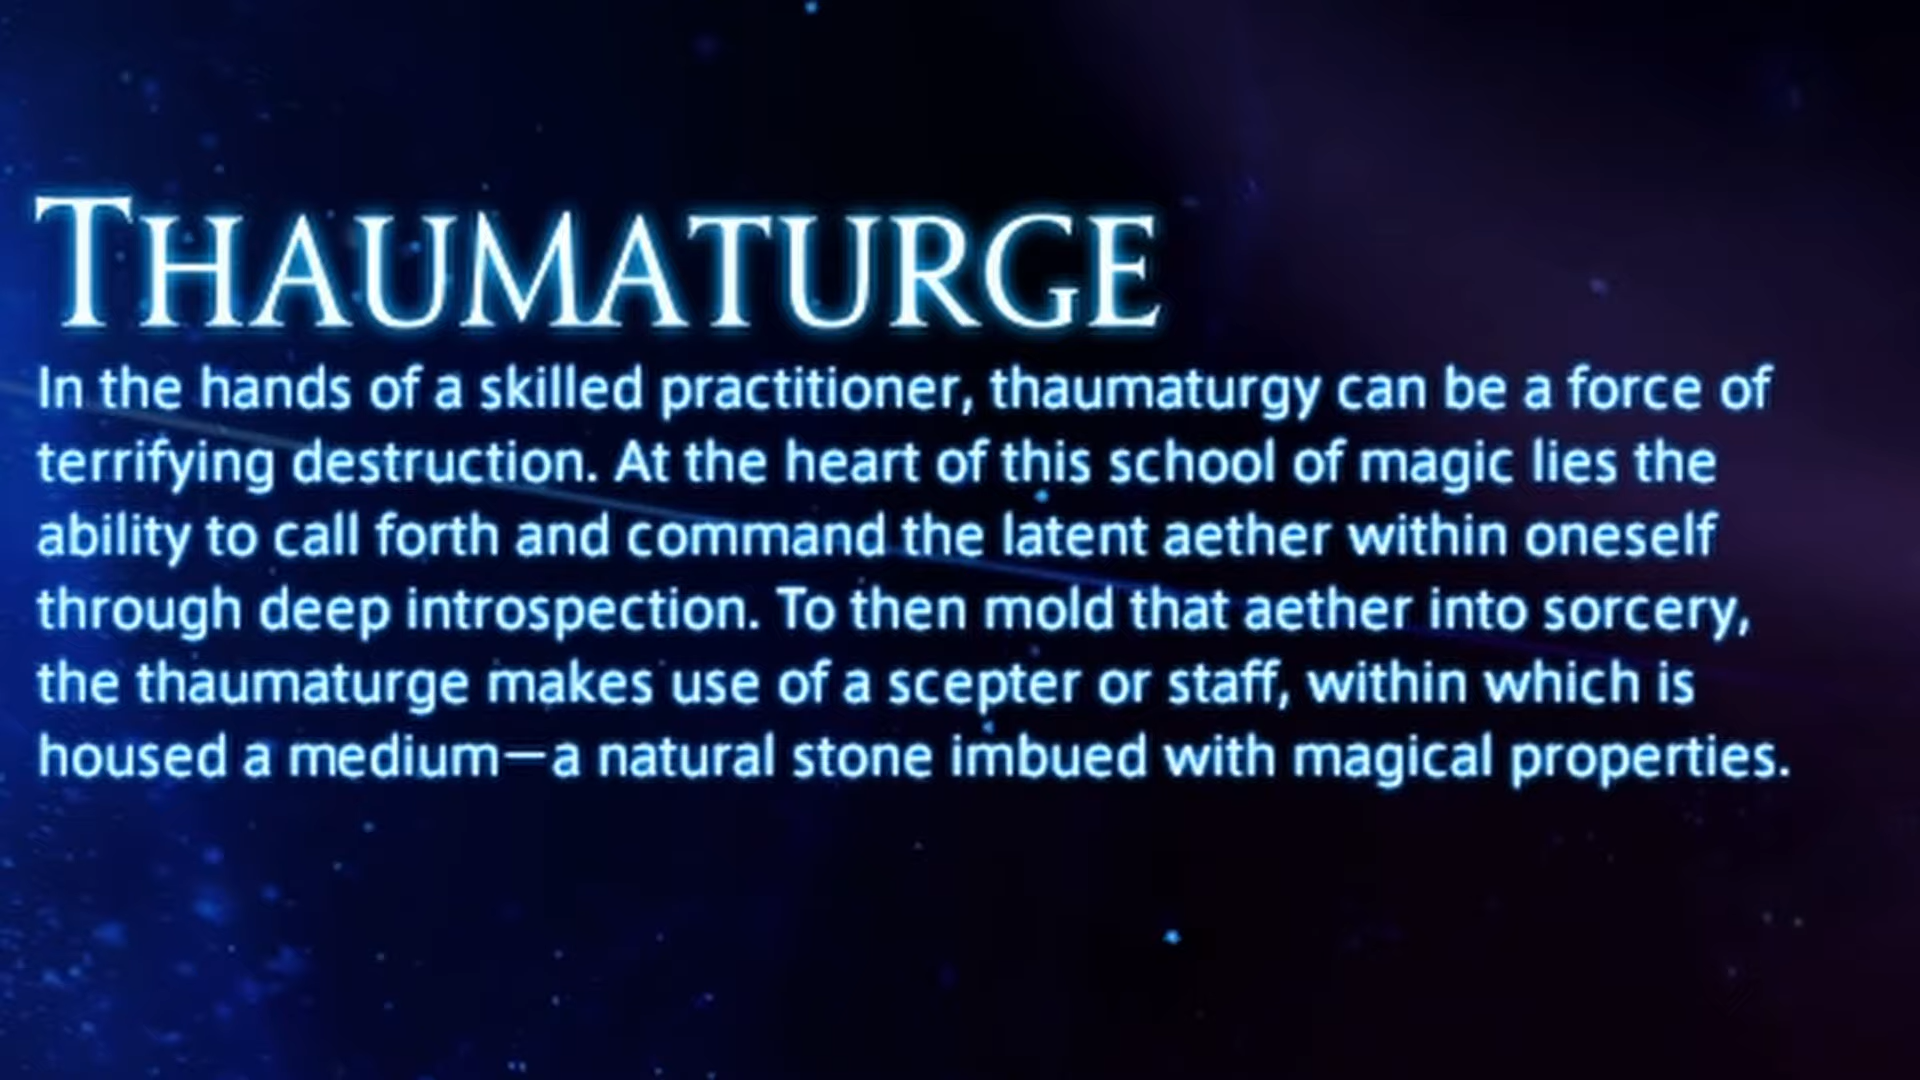 THAUMATURGE
In the hands of a skilled practitioner, thaumaturgy can be a force of
terrifying destruction. At the heart of this school of magic lies the
ability to call forth and command the latent aether within oneself
through deep introspection. To then mold that aether into sorcery,
the thaumaturge makes use of a scepter or staff, within which is
housed a medium—a natural stone imbued with magical properties.